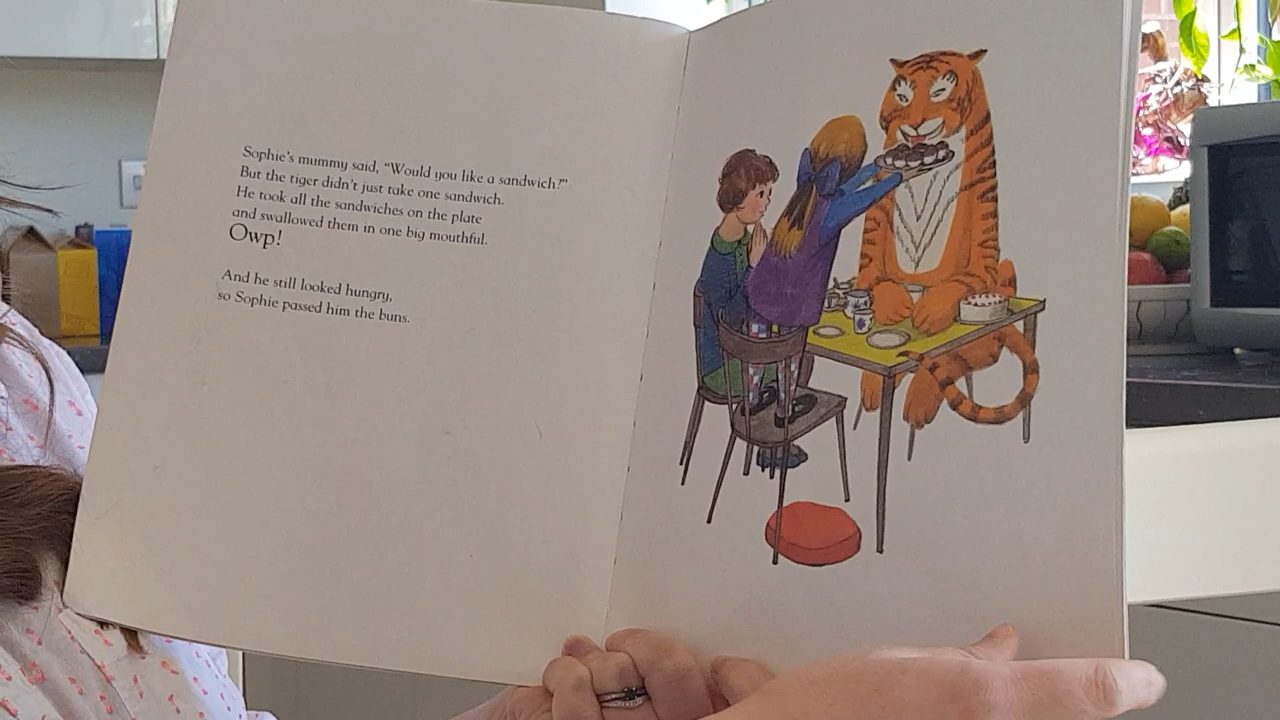 Sophie's mummy said, “Would you like a sandwich?”
But the tiger didn't just take one sandwich.
He took all the sandwiches on the plate
and swallowed them in one big mouthful.
Owp!
And he still looked hungry,
so Sophie passed him the buns.